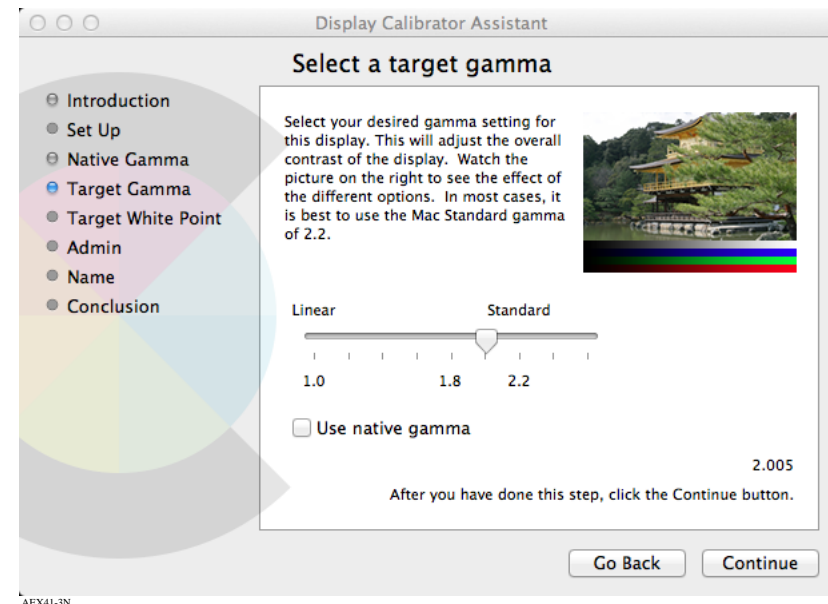 Display Calibrator Assistant
Select a target gamma
Introduction
Set Up
Native Gamma
Target Gamma
Target White Point
Admin
Name
Conclusion
Select your desired gamma setting for
this display. This will adjust the overall
contrast of the display.  Watch the
picture on the right to see the effect of
the different options.  In most cases, it
is best to use the Mac Standard gamma
of 2.2.
Linear Standard
1.0 1.8 2.2
Use native gamma
2.005
After you have done this step, click the Continue button.
Go Back Continue
AFX41-3N